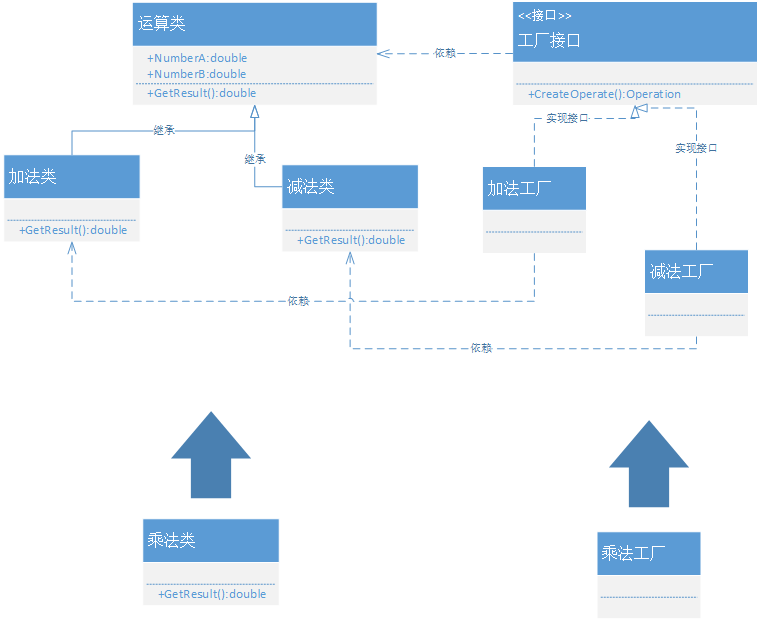 运算类
+NumberA:double
+NumberB:double
+GetResult():double
依赖
<<接口>>
工厂接口
+CreateOperate():Operation
继承
继承
实现接口
实现接口
加法类
+GetResult():double
减法类
+GetResult():double
加法工厂
减法工厂
依赖
依赖
乘法类
+GetResult():double
乘法工厂